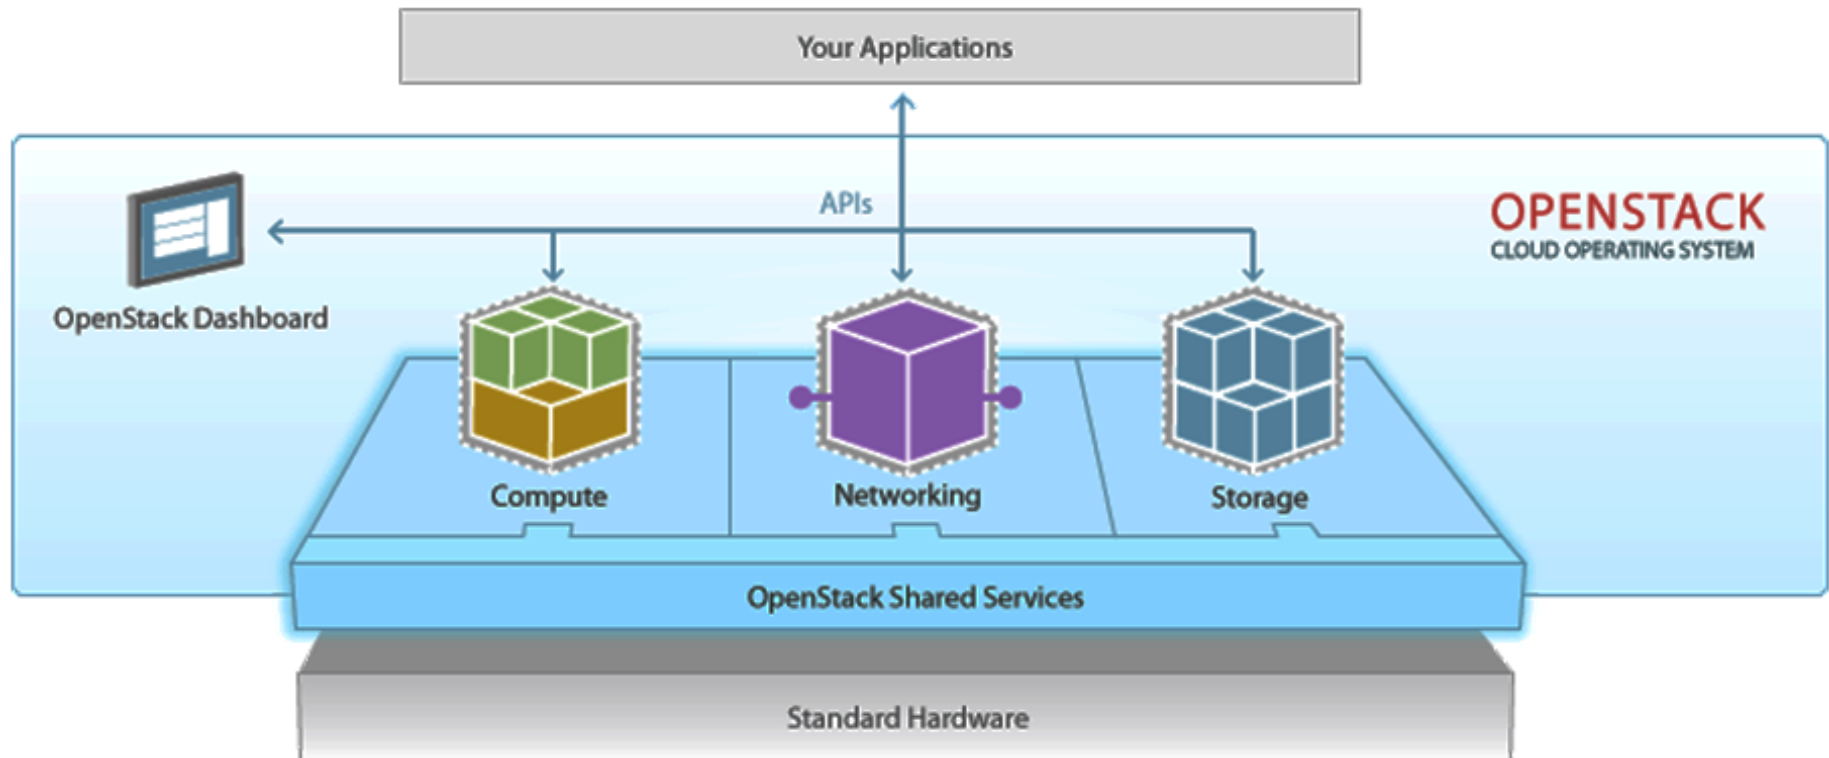 Your Applications
APIs
OPENSTACK
CLOUD OPERATING SYSTEM
OpenStack Dashboard
Compute
Networking
Storage
OpenStack Shared Services
Standard Hardware